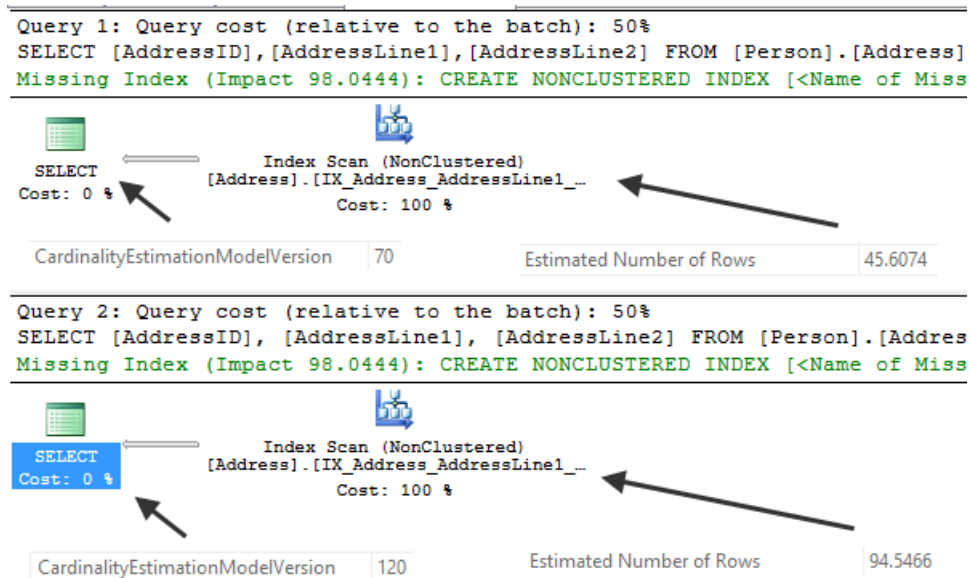 Query 1: Query cost (relative to the batch): 50%
SELECT [AddressID],[AddressLine1],[AddressLine2] FROM [Person].[Address]
Missing Index (Impact 98.0444): CREATE NONCLUSTERED INDEX [<Name of Miss
SELECT
Cost: 0 %
Index Scan (NonClustered)
[Address].[IX_Address_AddressLine1_…
Cost: 100 %
CardinalityEstimationModelVersion 70
Estimated Number of Rows 45.6074
Query 2: Query cost (relative to the batch): 50%
SELECT [AddressID], [AddressLine1], [AddressLine2] FROM [Person].[Addres
Missing Index (Impact 98.0444): CREATE NONCLUSTERED INDEX [<Name of Miss
SELECT
Cost: 0 %
Index Scan (NonClustered)
[Address].[IX_Address_AddressLine1_…
Cost: 100 %
CardinalityEstimationModelVersion 120
Estimated Number of Rows 94.5466